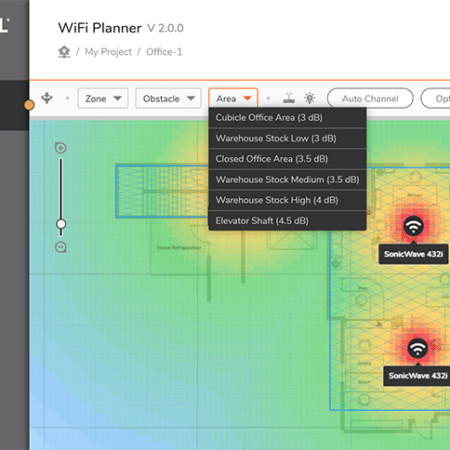 L®
WiFi Planner V 2.0.0
/ My Project / Office-1
Zone Obstacle Area Auto Channel Opt
Cubicle Office Area (3 dB)
Warehouse Stock Low (3 dB)
Closed Office Area (3.5 dB)
Warehouse Stock Medium (3.5 dB)
Warehouse Stock High (4 dB)
Elevator Shaft (4.5 dB)
SonicWave 432i
SonicWave 432i